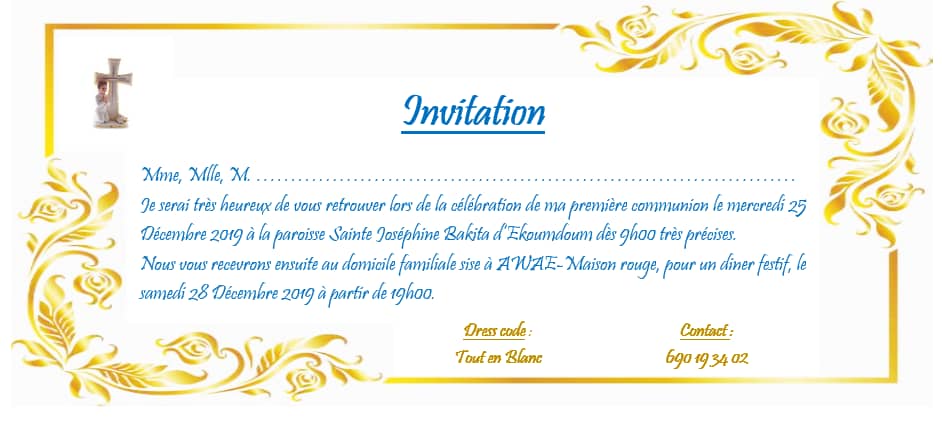 Invitation
Mme, Mlle, M. ................................................................................
Je serai très heureux de vous retrouver lors de la célébration de ma première communion le mercredi 25
Décembre 2019 à la paroisse Sainte Joséphine Bakita d'Ekoumdoum dès 9h00 très précises.
Nous vous recevrons ensuite au domicile familiale sise à AWAE-Maison rouge, pour un diner festif, le
samedi 28 Décembre 2019 à partir de 19h00.
Dress code :
Tout en Blanc
Contact :
690 19 34 02